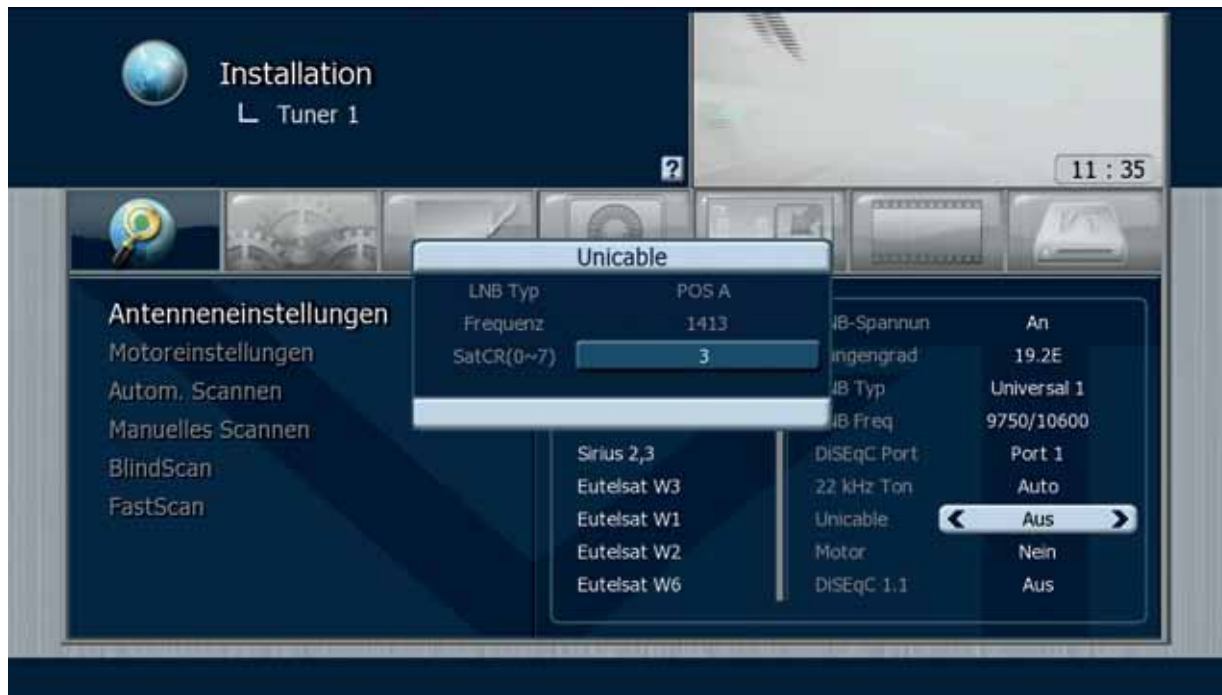 Installation
Tuner 1
?
11 : 35
Unicable
LNB Typ POS A
Frequenz 1413
SatCR(0~7) 3
Antenneneinstellungen
Motoreinstellungen
Autom. Scannen
Manuelles Scannen
BlindScan
FastScan
Sirius 2,3
Eutelsat W3
Eutelsat W1
Eutelsat W2
Eutelsat W6
NB-Spannun An
ngengrad 19.2E
NB Typ Universal 1
NB Freq 9750/10600
DiSEqC Port Port 1
22 kHz Ton Auto
Unicable Aus
Motor Nein
DiSEqC 1.1 Aus